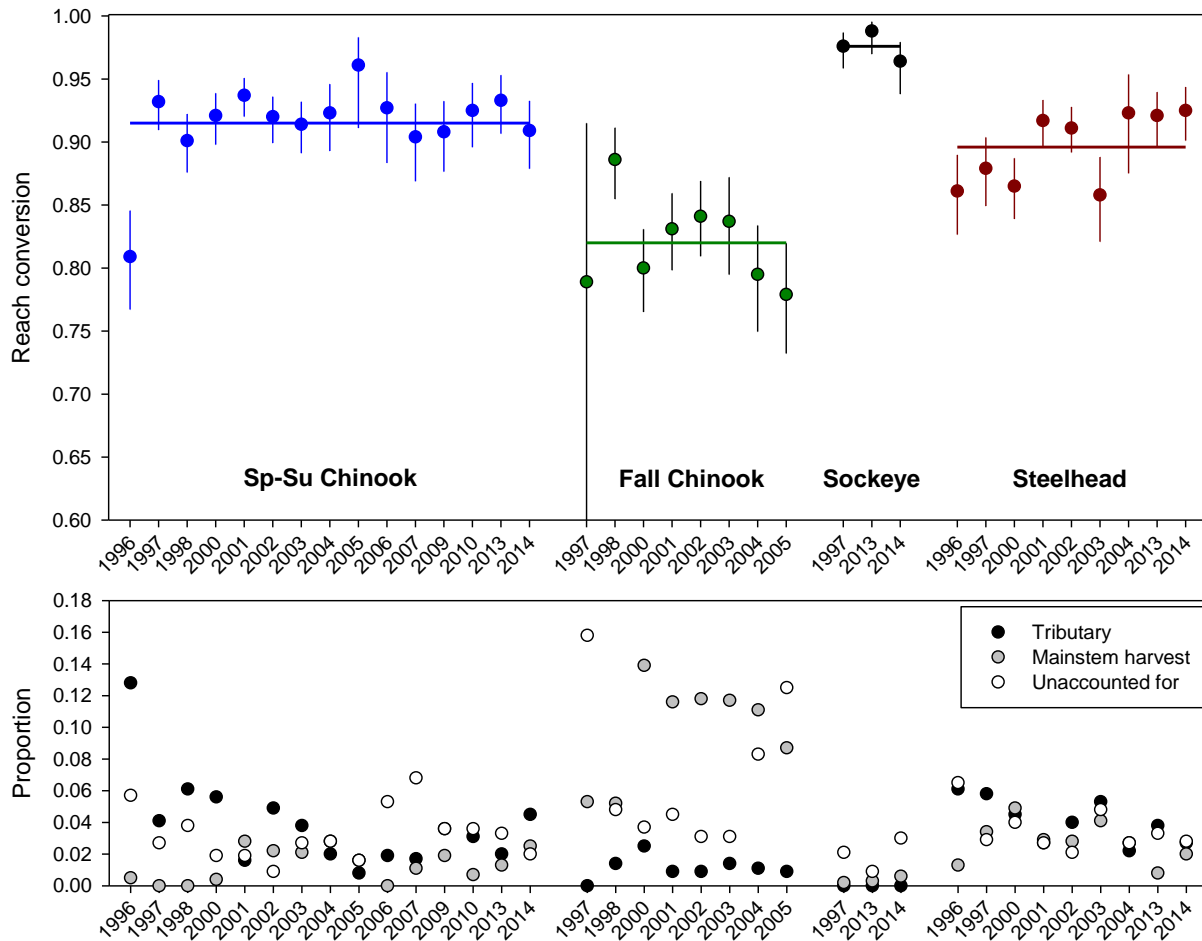 1.00
0.95
0.90
0.85
0.80
0.75
0.70
0.65
0.60
Reach conversion
Sp-Su Chinook
Fall Chinook
Sockeye
Steelhead
1996 1997 1998 2000 2001 2002 2003 2004 2005 2006 2007 2009 2010 2013 2014 1997 1998 2000 2001 2002 2003 2004 2005 1997 2013 2014 1996 1997 2000 2001 2002 2003 2004 2013 2014
0.18
0.16
0.14
0.12
0.10
0.08
0.06
0.04
0.02
0.00
Proportion
Tributary
Mainstem harvest
Unaccounted for
1996 1997 1998 2000 2001 2002 2003 2004 2005 2006 2007 2009 2010 2013 2014 1997 1998 2000 2001 2002 2003 2004 2005 1997 2013 2014 1996 1997 2000 2001 2002 2003 2004 2013 2014